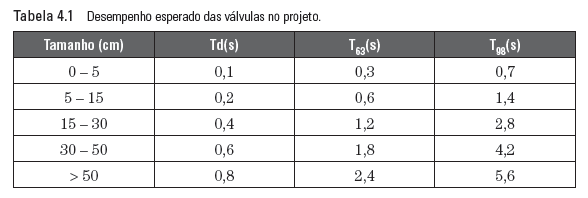 Tabela 4.1 Desempenho esperado das válvulas no projeto.
Tamanho (cm) Td(s) T63(s) T98(s)
0 – 5 0,1 0,3 0,7
5 – 15 0,2 0,6 1,4
15 – 30 0,4 1,2 2,8
30 – 50 0,6 1,8 4,2
> 50 0,8 2,4 5,6